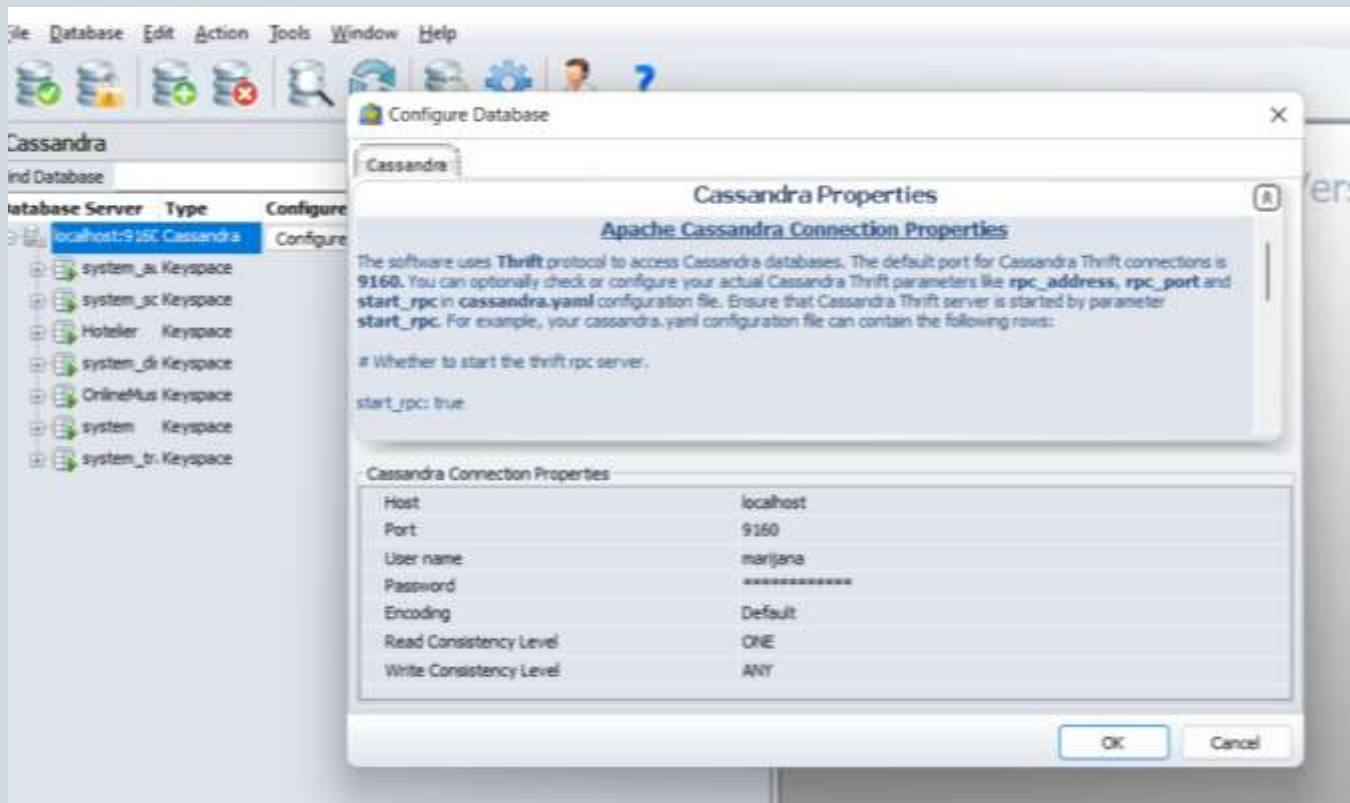 File Database Edit Action Tools Window Help
Cassandra
Find Database
Database Server Type Configure
localhost:9160 Cassandra Configure
system_au Keyspace
system_sc Keyspace
Hotelier Keyspace
system_di Keyspace
OnlineMus Keyspace
system Keyspace
system_tr Keyspace
Configure Database
Cassandra
Cassandra Properties
Apache Cassandra Connection Properties
The software uses Thrift protocol to access Cassandra databases. The default port for Cassandra Thrift connections is
9160. You can optionally check or configure your actual Cassandra Thrift parameters like rpc_address, rpc_port and
start_rpc in cassandra.yaml configuration file. Ensure that Cassandra Thrift server is started by parameter
start_rpc. For example, your cassandra.yaml configuration file can contain the following rows:
# Whether to start the thrift rpc server.
start_rpc: true
Cassandra Connection Properties
Host localhost
Port 9160
User name marijana
Password *************
Encoding Default
Read Consistency Level ONE
Write Consistency Level ANY
OK Cancel